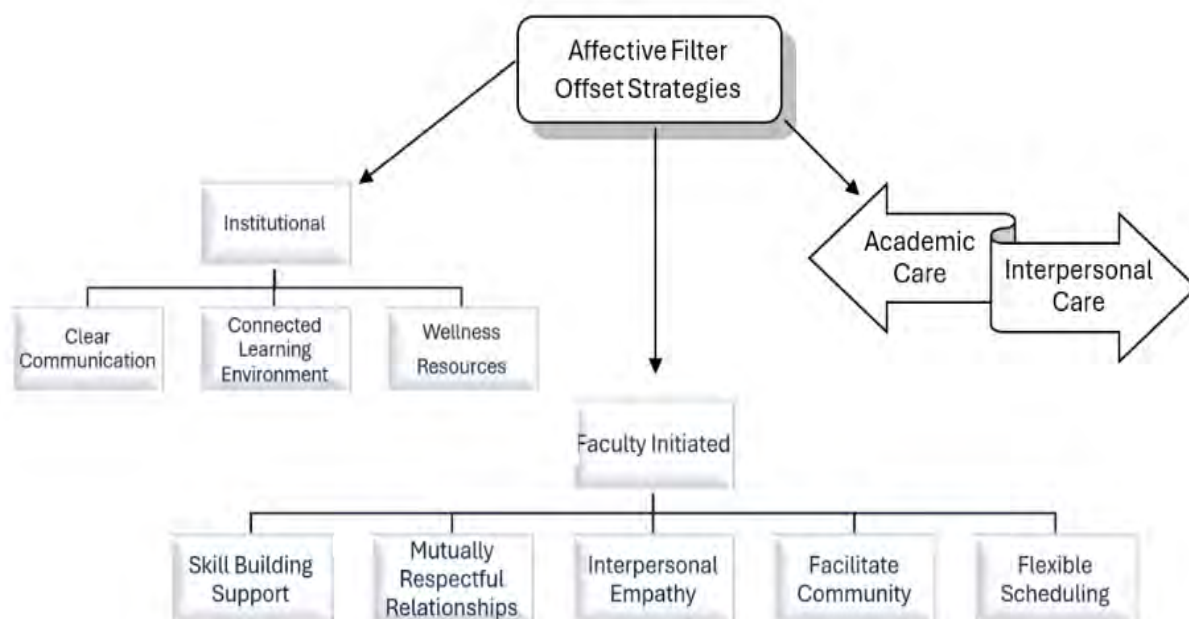 Affective Filter
Offset Strategies
Institutional
Academic
Care
Interpersonal
Care
Clear
Communication
Connected
Learning
Environment
Wellness
Resources
Faculty Initiated
Skill Building
Support
Mutually
Respectful
Relationships
Interpersonal
Empathy
Facilitate
Community
Flexible
Scheduling